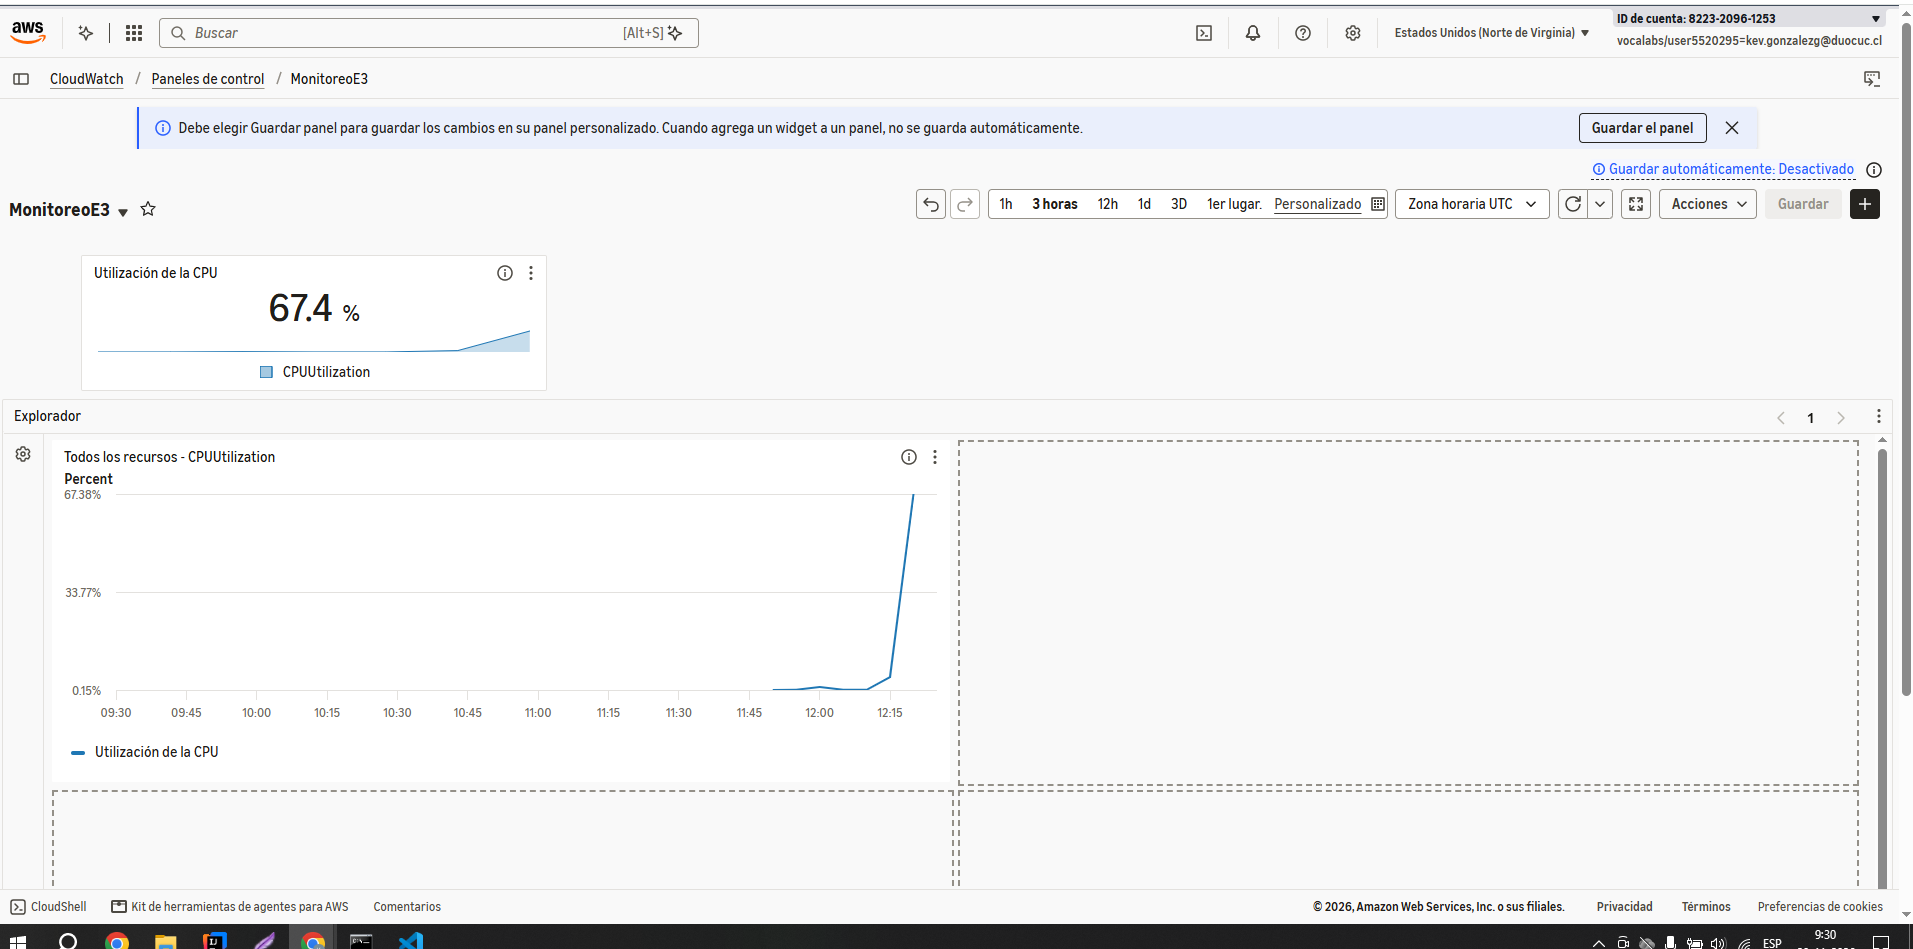 aws
Buscar
[Alt+S]
Estados Unidos (Norte de Virginia)
ID de cuenta: 8223-2096-1253
vocalabs/user5520295=kev.gonzalezg@duocuc.cl
CloudWatch / Paneles de control / MonitoreoE3
Debe elegir Guardar panel para guardar los cambios en su panel personalizado. Cuando agrega un widget a un panel, no se guarda automáticamente.
Guardar el panel
Guardar automáticamente: Desactivado
MonitoreoE3
1h 3 horas 12h 1d 3D 1er lugar. Personalizado
Zona horaria UTC
Acciones
Guardar
Utilización de la CPU
67.4 %
CPUUtilization
Explorador
1
Todos los recursos - CPUUtilization
Percent
67.38%
33.77%
0.15%
09:30 09:45 10:00 10:15 10:30 10:45 11:00 11:15 11:30 11:45 12:00 12:15
Utilización de la CPU
CloudShell
Kit de herramientas de agentes para AWS
Comentarios
© 2026, Amazon Web Services, Inc. o sus filiales.
Privacidad
Términos
Preferencias de cookies
ESP
9:30